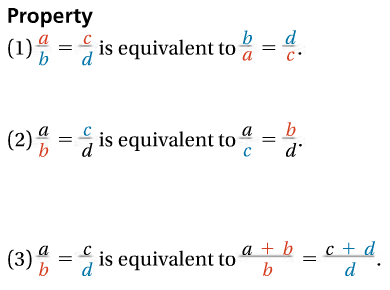 Property
(1) a/b = c/d is equivalent to b/a = d/c.
(2) a/b = c/d is equivalent to a/c = b/d.
(3) a/b = c/d is equivalent to a + b/b = c + d/d.